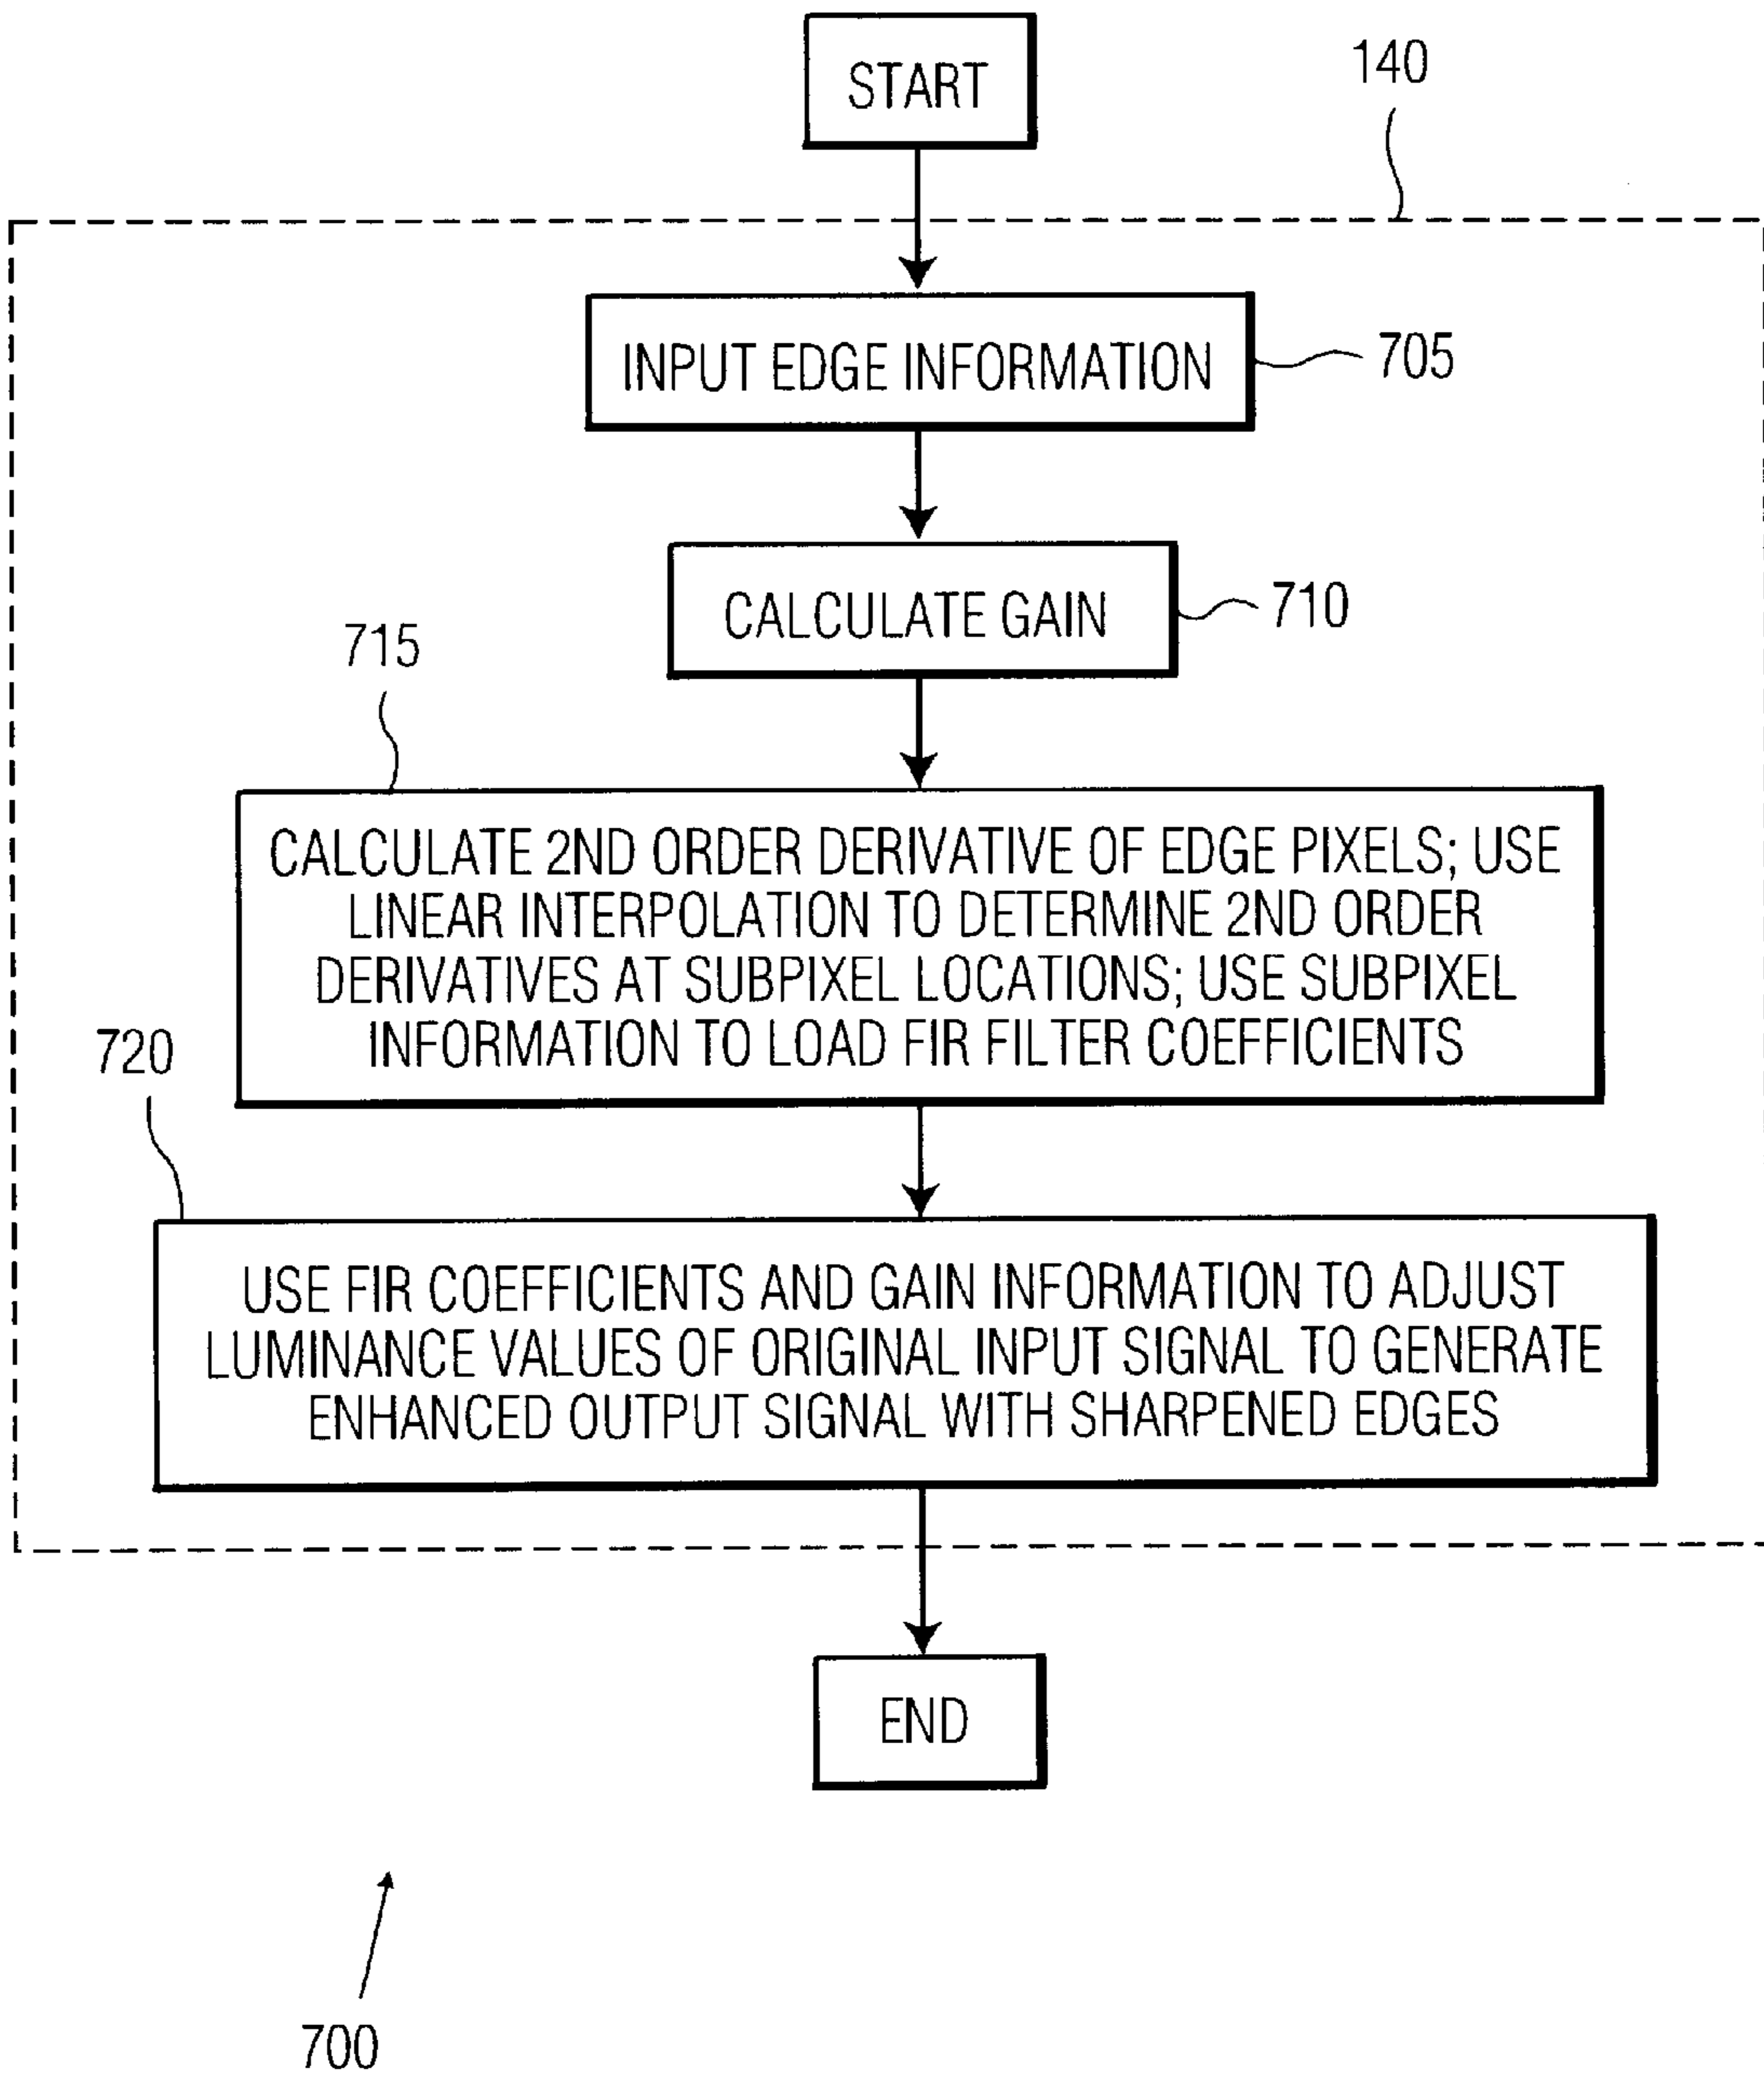 START
140
INPUT EDGE INFORMATION
705
CALCULATE GAIN
710
715
CALCULATE 2ND ORDER DERIVATIVE OF EDGE PIXELS; USE
LINEAR INTERPOLATION TO DETERMINE 2ND ORDER
DERIVATIVES AT SUBPIXEL LOCATIONS; USE SUBPIXEL
INFORMATION TO LOAD FIR FILTER COEFFICIENTS
720
USE FIR COEFFICIENTS AND GAIN INFORMATION TO ADJUST
LUMINANCE VALUES OF ORIGINAL INPUT SIGNAL TO GENERATE
ENHANCED OUTPUT SIGNAL WITH SHARPENED EDGES
END
700